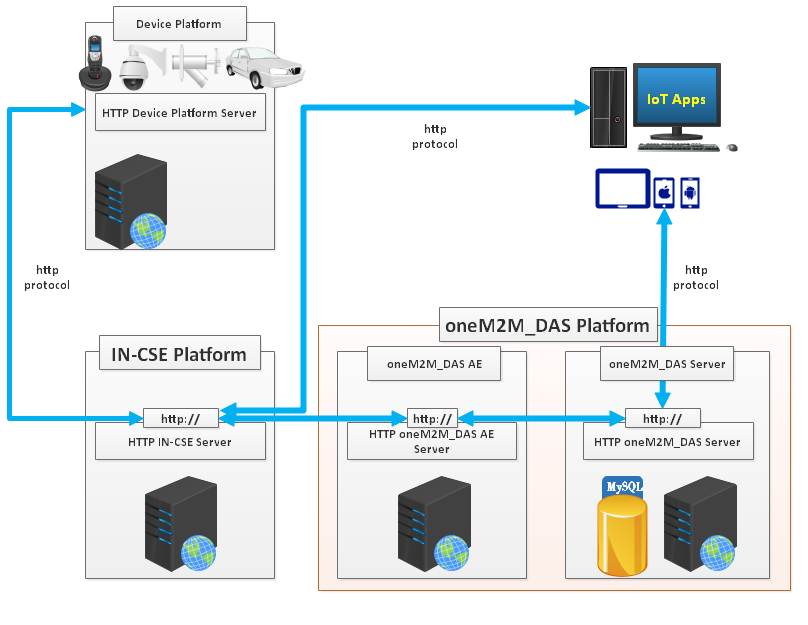 Device Platform
HTTP Device Platform Server
IoT Apps
http
protocol
http
protocol
http
protocol
oneM2M_DAS Platform
IN-CSE Platform
oneM2M_DAS AE
oneM2M_DAS Server
http://
http://
http://
HTTP IN-CSE Server
HTTP oneM2M_DAS AE
Server
HTTP oneM2M_DAS Server
MySQL